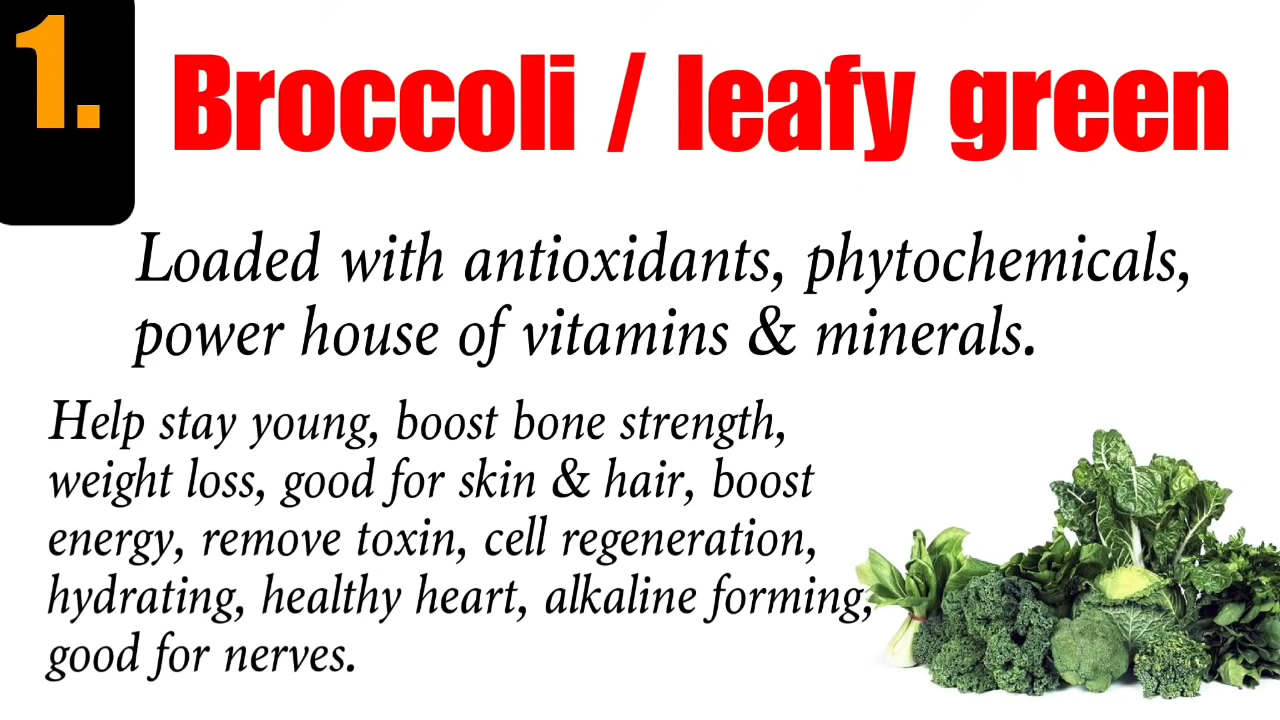 1.
Broccoli / leafy green
Loaded with antioxidants, phytochemicals,
power house of vitamins & minerals.
Help stay young, boost bone strength,
weight loss, good for skin & hair, boost
energy, remove toxin, cell regeneration,
hydrating, healthy heart, alkaline forming,
good for nerves.